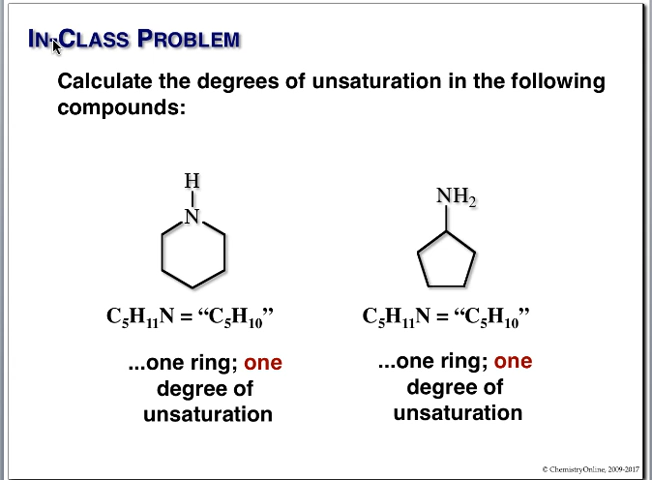 IN-CLASS PROBLEM
Calculate the degrees of unsaturation in the following
compounds:
H
N
NH₂
C₅H₁₁N = “C₅H₁₀”
C₅H₁₁N = “C₅H₁₀”
...one ring; one
degree of
unsaturation
...one ring; one
degree of
unsaturation
© ChemistryOnline, 2009-2017